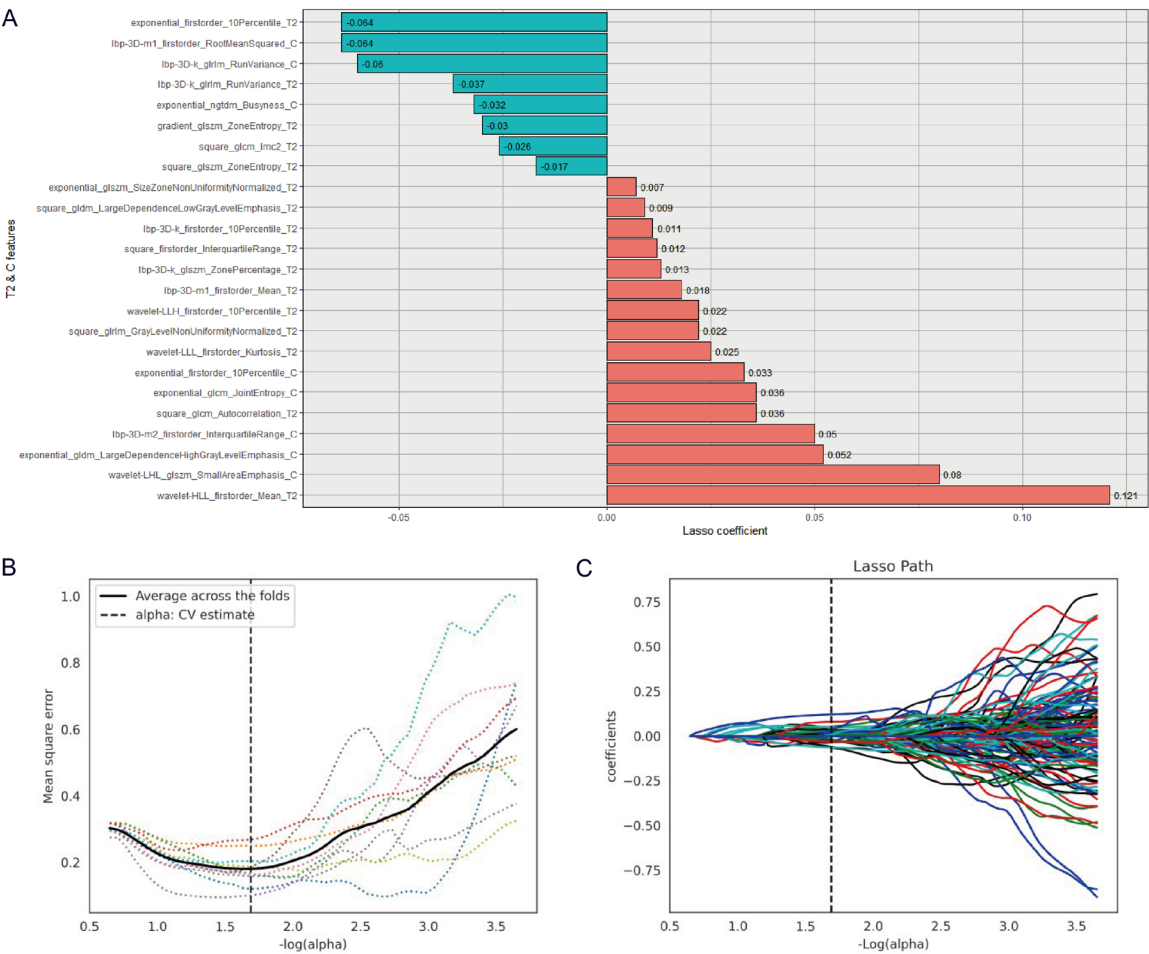 A
T2 & C features
exponential_firstorder_10Percentile_T2
-0.064
lbp-3D-m1_firstorder_RootMeanSquared_C
-0.064
lbp-3D-k_glrlm_RunVariance_C
-0.06
lbp-3D-k_glrlm_RunVariance_T2
-0.037
exponential_ngtdm_Busyness_C
-0.032
gradient_glszm_ZoneEntropy_T2
-0.03
square_glcm_Imc2_T2
-0.026
square_glszm_ZoneEntropy_T2
-0.017
exponential_glszm_SizeZoneNonUniformityNormalized_T2
0.007
square_gldm_LargeDependenceLowGrayLevelEmphasis_T2
0.009
lbp-3D-k_firstorder_10Percentile_T2
0.011
square_firstorder_InterquartileRange_T2
0.012
lbp-3D-k_glszm_ZonePercentage_T2
0.013
lbp-3D-m1_firstorder_Mean_T2
0.018
wavelet-LLH_firstorder_10Percentile_T2
0.022
square_glrlm_GrayLevelNonUniformityNormalized_T2
0.022
wavelet-LLL_firstorder_Kurtosis_T2
0.025
exponential_firstorder_10Percentile_C
0.033
exponential_glcm_JointEntropy_C
0.036
square_glcm_Autocorrelation_T2
0.036
lbp-3D-m2_firstorder_InterquartileRange_C
0.05
exponential_gldm_LargeDependenceHighGrayLevelEmphasis_C
0.052
wavelet-LHL_glszm_SmallAreaEmphasis_C
0.08
wavelet-HLL_firstorder_Mean_T2
0.121
-0.05 0.00 0.05 0.10
Lasso coefficient
B
Average across the folds
alpha: CV estimate
Mean square error
1.0
0.8
0.6
0.4
0.2
0.5 1.0 1.5 2.0 2.5 3.0 3.5
-log(alpha)
C
Lasso Path
coefficients
0.75
0.50
0.25
0.00
−0.25
−0.50
−0.75
0.5 1.0 1.5 2.0 2.5 3.0 3.5
-Log(alpha)